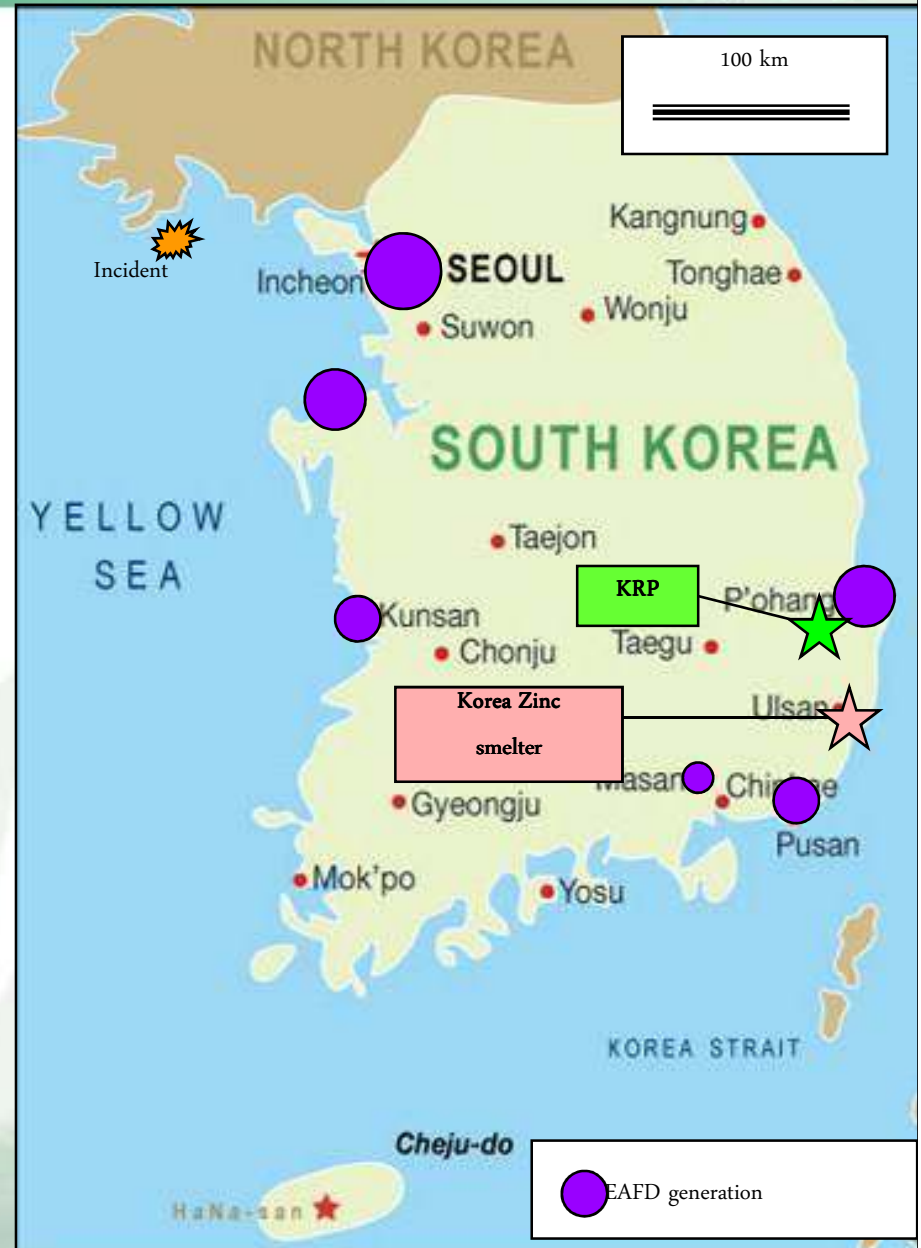 NORTH KOREA
100 km
Kangnung
Incident
Incheon
SEOUL
Tonghae
Wonju
Suwon
SOUTH KOREA
YELLOW
SEA
Taejon
KRP
P'ohang
Kunsan
Taegu
Chonju
Korea Zinc
smelter
Ulsan
Masan
Gyeongju
Pusan
Mok'po
Yosu
KOREA STRAIT
Cheju-do
EAFD generation
HaNa-san